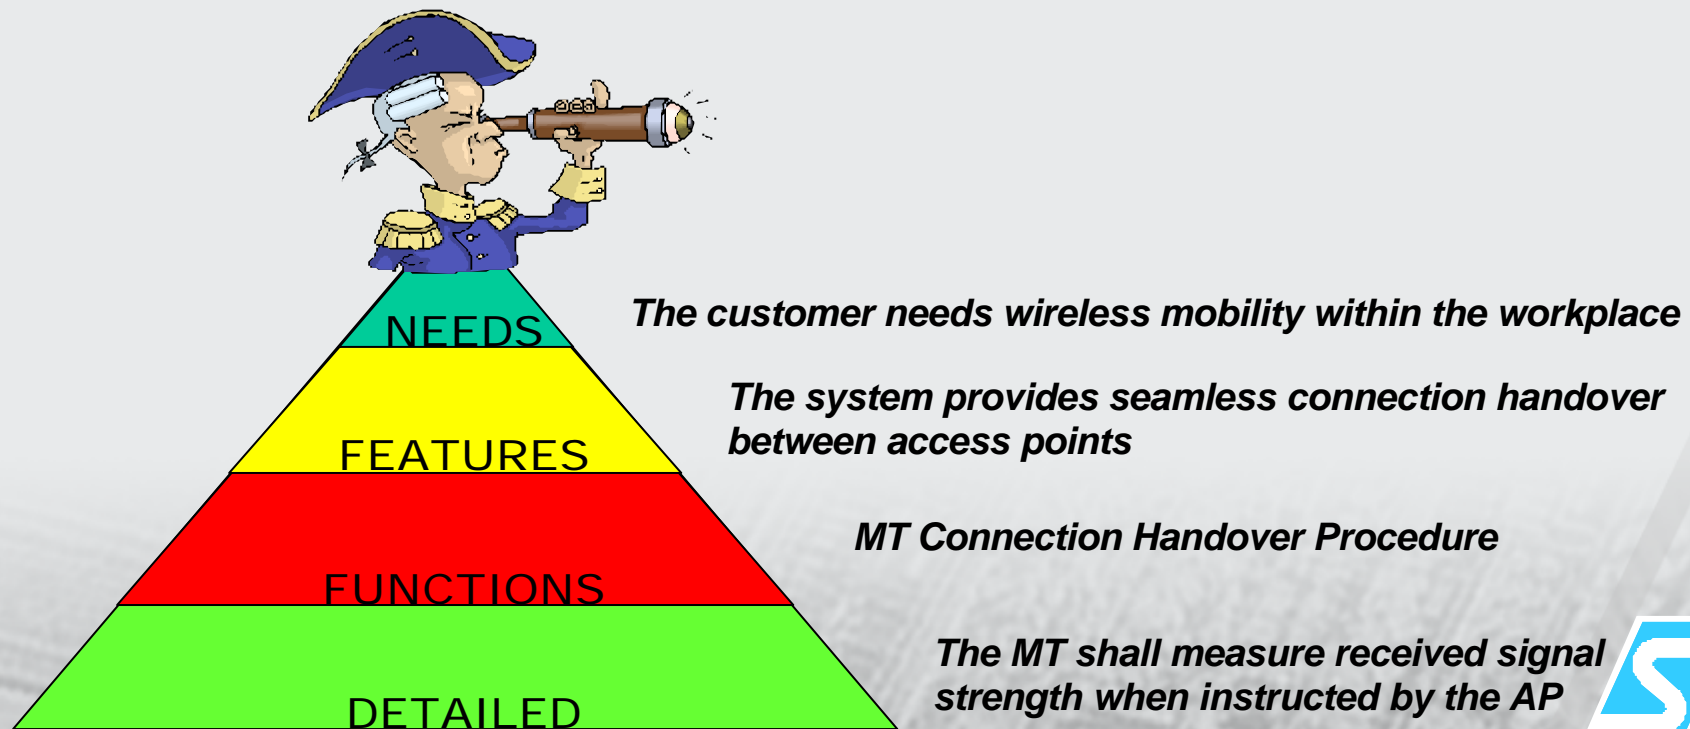 NEEDS
The customer needs wireless mobility within the workplace
The system provides seamless connection handover
between access points
FEATURES
MT Connection Handover Procedure
FUNCTIONS
The MT shall measure received signal
strength when instructed by the AP
DETAILED